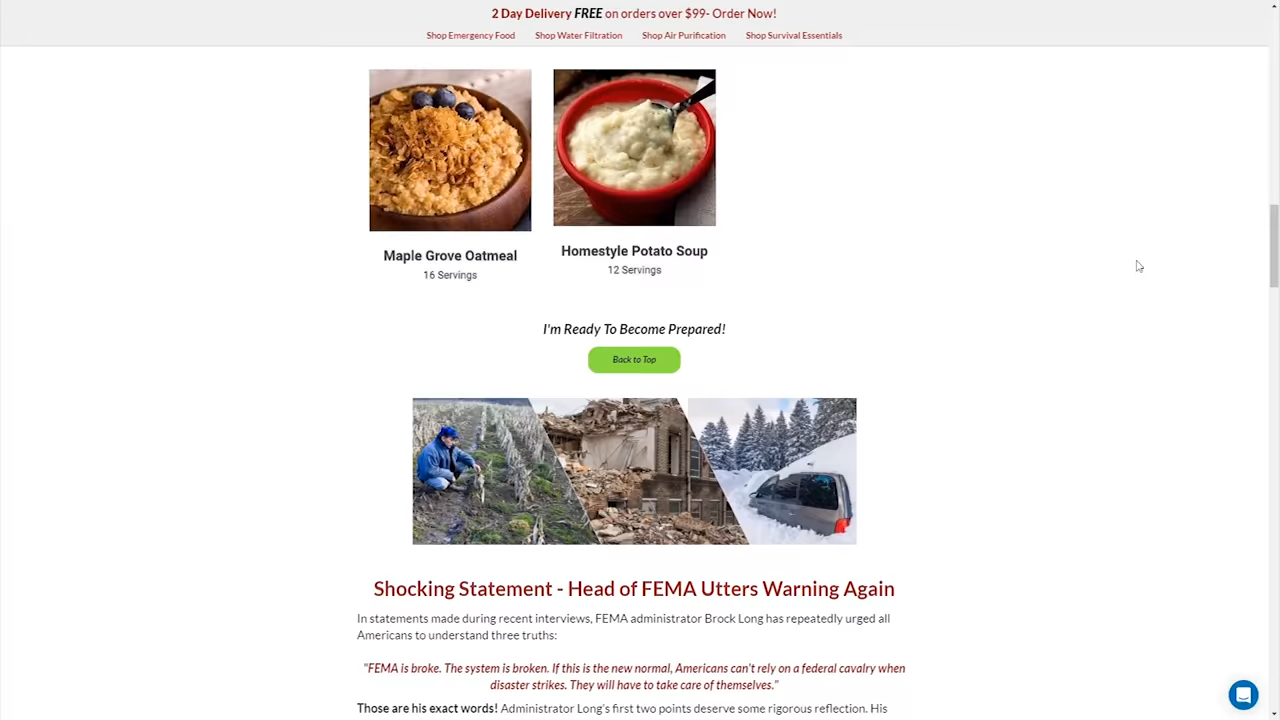 2 Day Delivery FREE on orders over $99- Order Now!
Shop Emergency Food Shop Water Filtration Shop Air Purification Shop Survival Essentials
Maple Grove Oatmeal
16 Servings
Homestyle Potato Soup
12 Servings
I'm Ready To Become Prepared!
Back to Top
Shocking Statement - Head of FEMA Utters Warning Again
In statements made during recent interviews, FEMA administrator Brock Long has repeatedly urged all
Americans to understand three truths:
"FEMA is broke. The system is broken. If this is the new normal, Americans can't rely on a federal cavalry when
disaster strikes. They will have to take care of themselves."
Those are his exact words! Administrator Long's first two points deserve some rigorous reflection. His